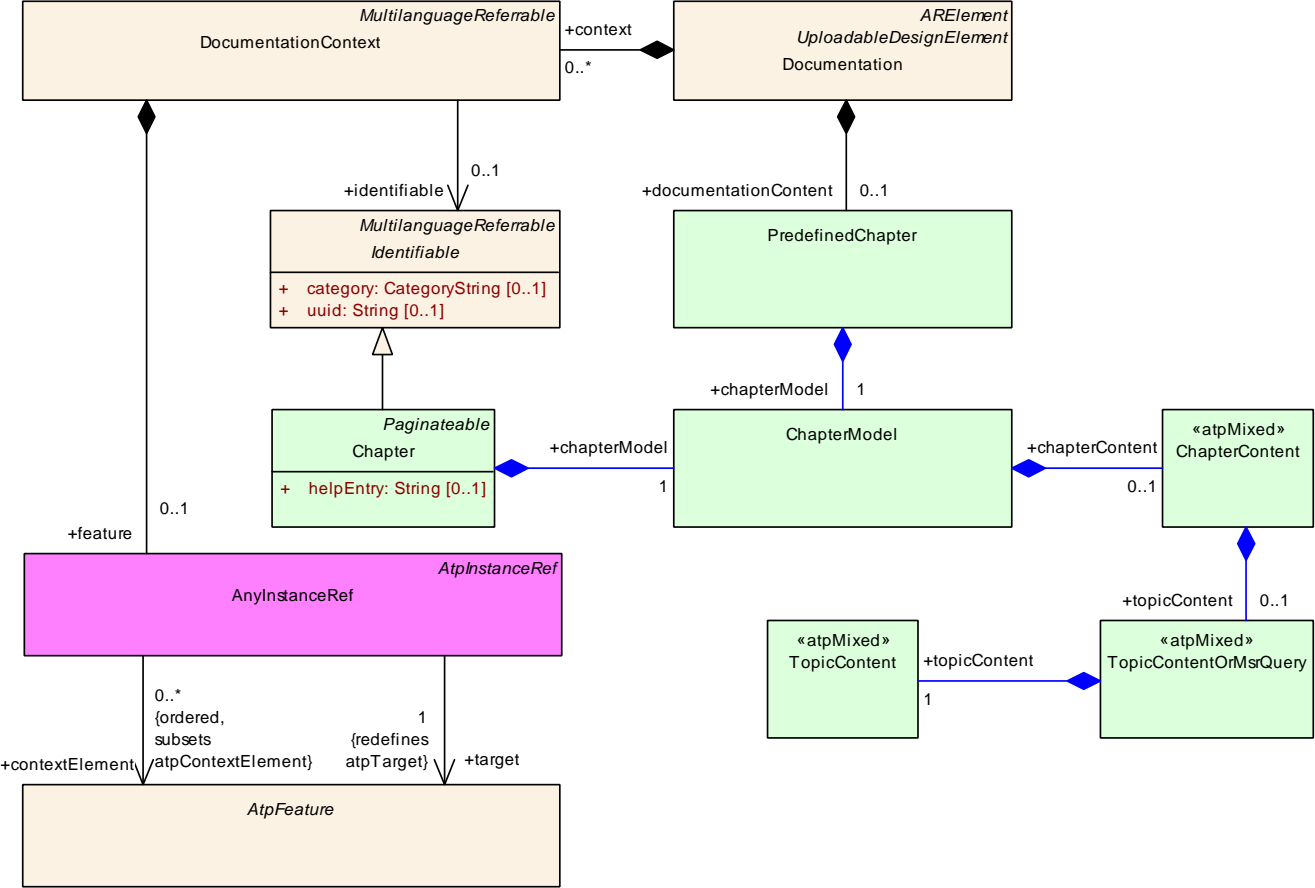 MultilanguageReferrable
DocumentationContext
+context
0..*
ARElement
UploadableDesignElement
Documentation
0..1
+identifiable
+documentationContent
0..1
MultilanguageReferrable
Identifiable
+ category: CategoryString [0..1]
+ uuid: String [0..1]
PredefinedChapter
+chapterModel
1
Paginateable
Chapter
+ helpEntry: String [0..1]
+chapterModel
1
ChapterModel
+chapterContent
0..1
«atpMixed»
ChapterContent
0..1
+feature
AtpInstanceRef
AnyInstanceRef
+topicContent
0..1
«atpMixed»
TopicContent
+topicContent
1
«atpMixed»
TopicContentOrMsrQuery
0..*
{ordered,
subsets
atpContextElement}
+contextElement
1
{redefines
atpTarget}
+target
AtpFeature